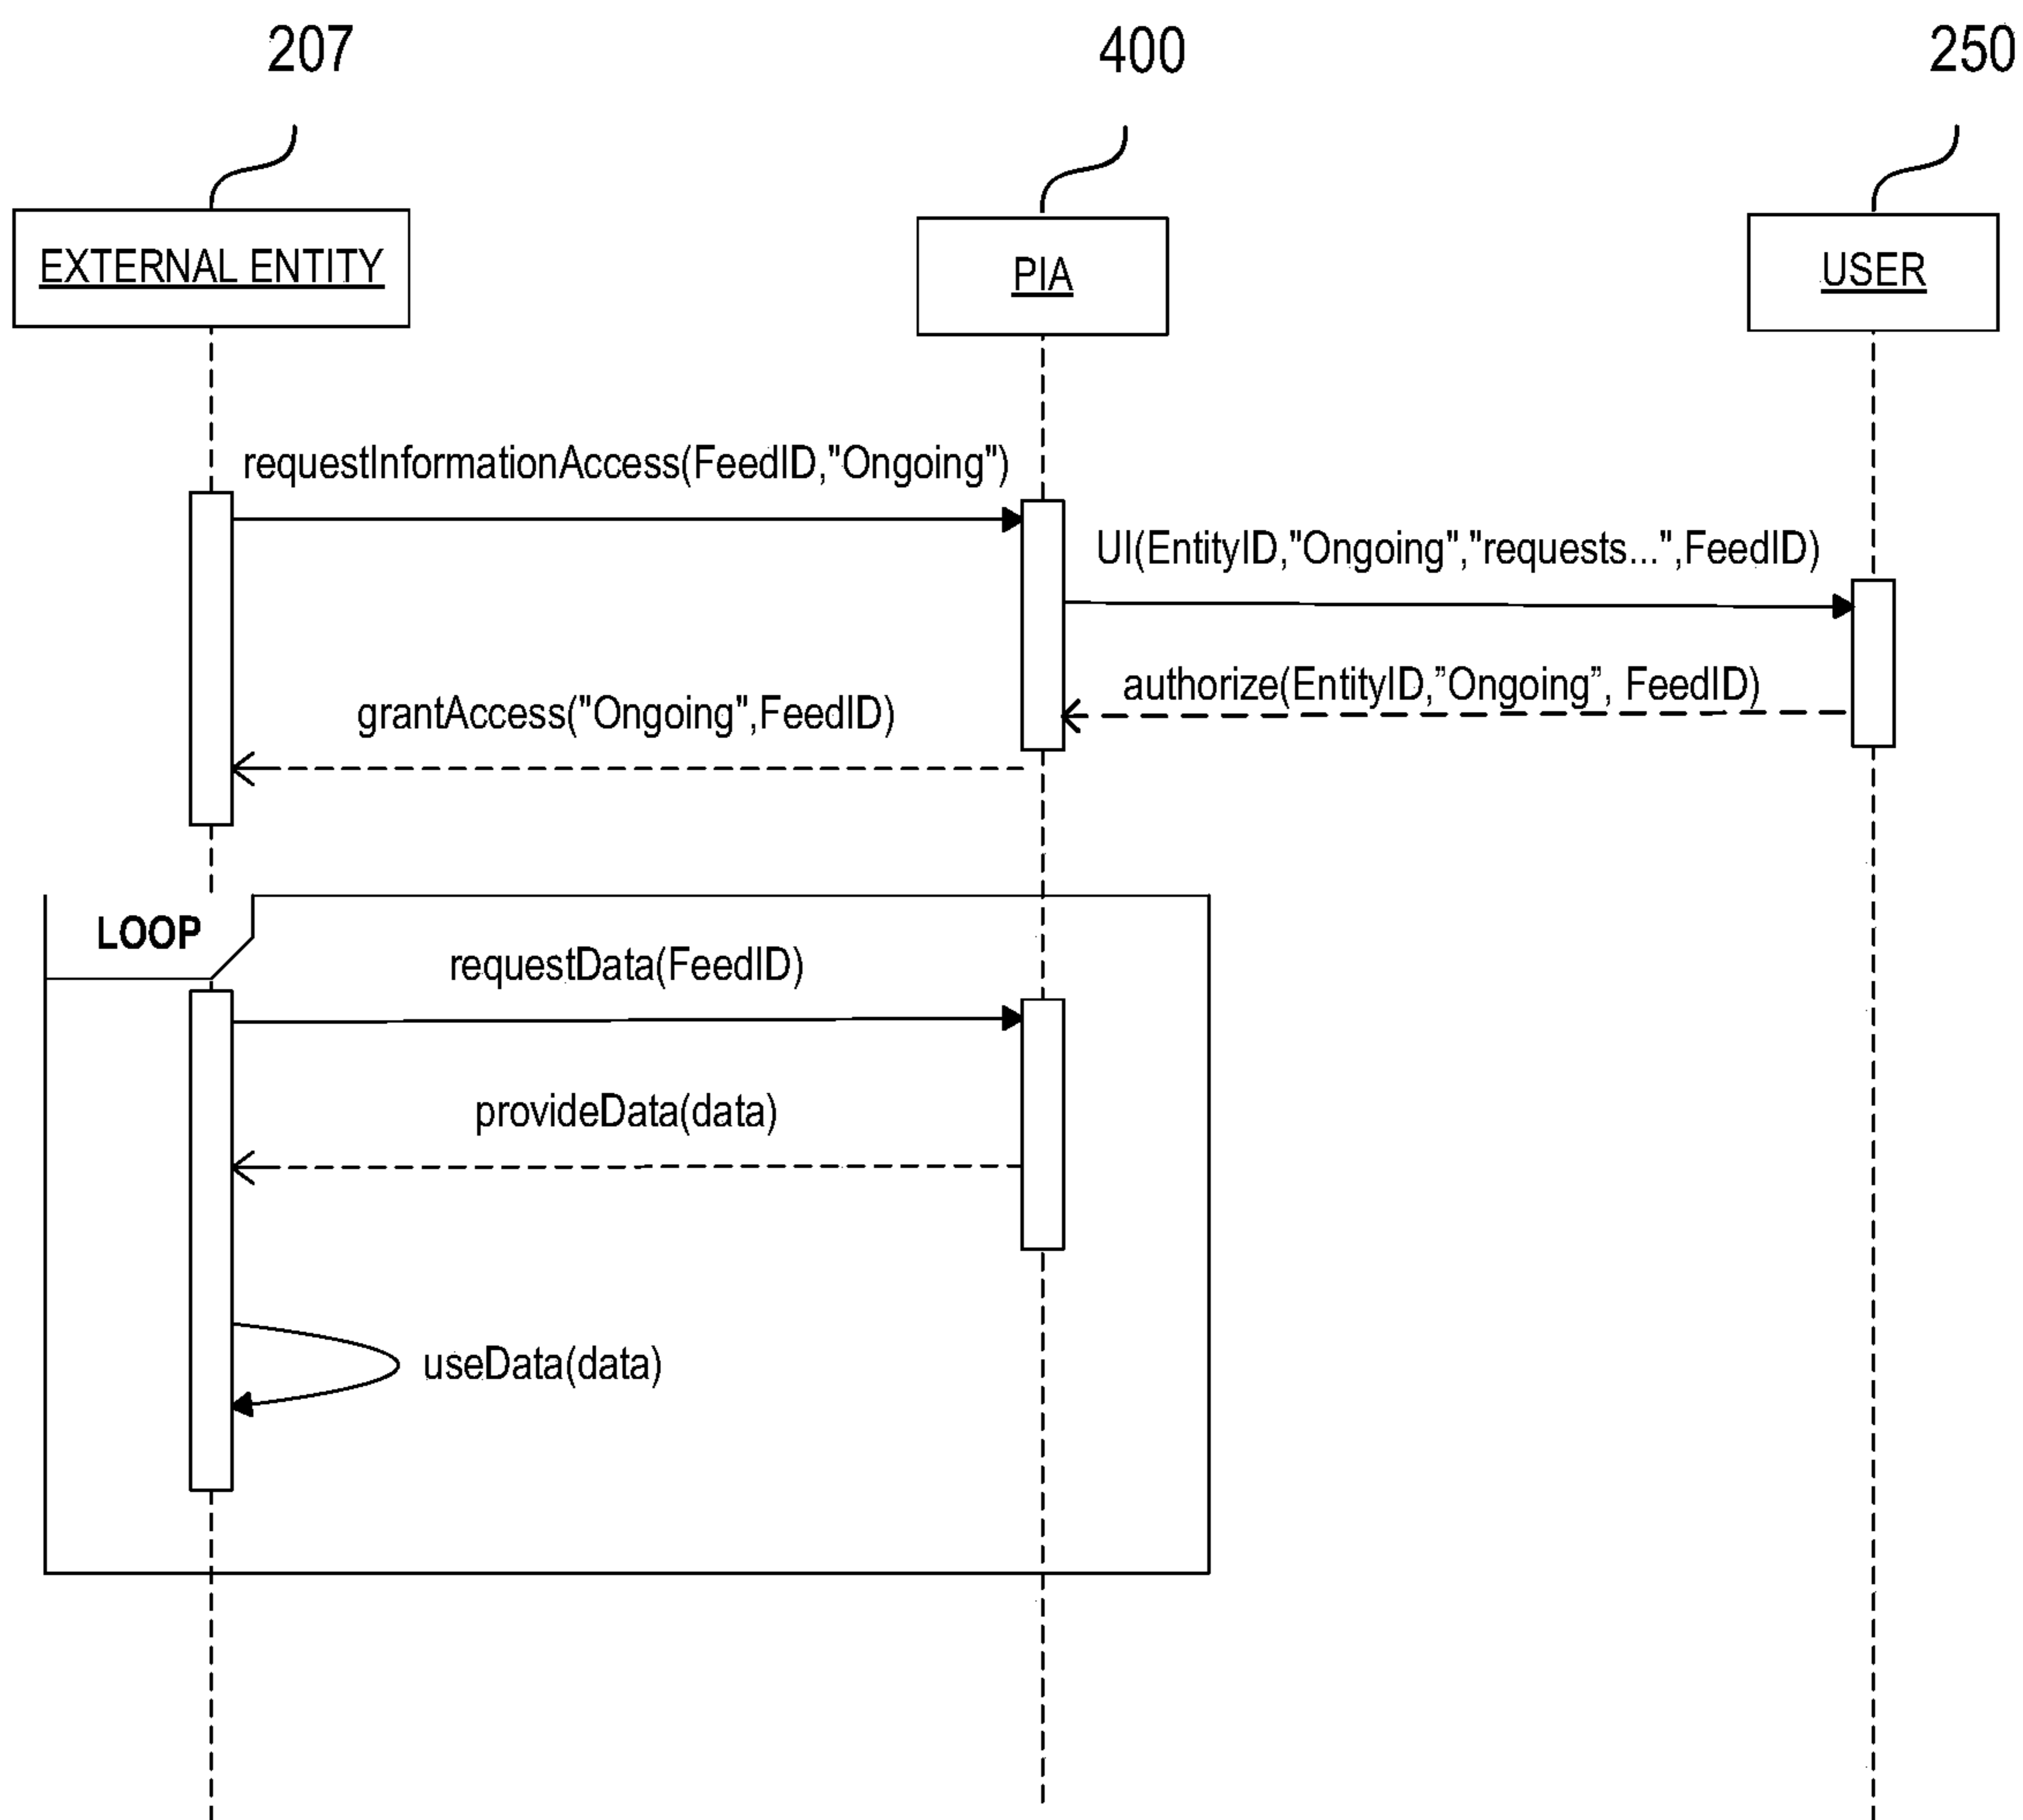 207
400
250
EXTERNAL ENTITY
PIA
USER
requestInformationAccess(FeedID,"Ongoing")
UI(EntityID,"Ongoing","requests...",FeedID)
authorize(EntityID,”Ongoing”, FeedID)
grantAccess("Ongoing",FeedID)
LOOP
requestData(FeedID)
provideData(data)
useData(data)